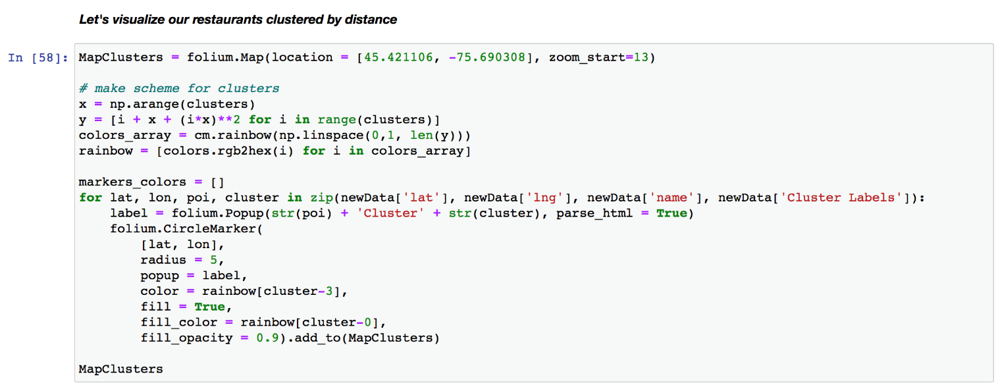 Let's visualize our restaurants clustered by distance
In [58]:
MapClusters = folium.Map(location = [45.421106, -75.690308], zoom_start=13)
# make scheme for clusters
x = np.arange(clusters)
y = [i + x + (i*x)**2 for i in range(clusters)]
colors_array = cm.rainbow(np.linspace(0,1, len(y)))
rainbow = [colors.rgb2hex(i) for i in colors_array]
markers_colors = []
for lat, lon, poi, cluster in zip(newData['lat'], newData['lng'], newData['name'], newData['Cluster Labels']):
    label = folium.Popup(str(poi) + 'Cluster' + str(cluster), parse_html = True)
    folium.CircleMarker(
        [lat, lon],
        radius = 5,
        popup = label,
        color = rainbow[cluster-3],
        fill = True,
        fill_color = rainbow[cluster-0],
        fill_opacity = 0.9).add_to(MapClusters)
MapClusters